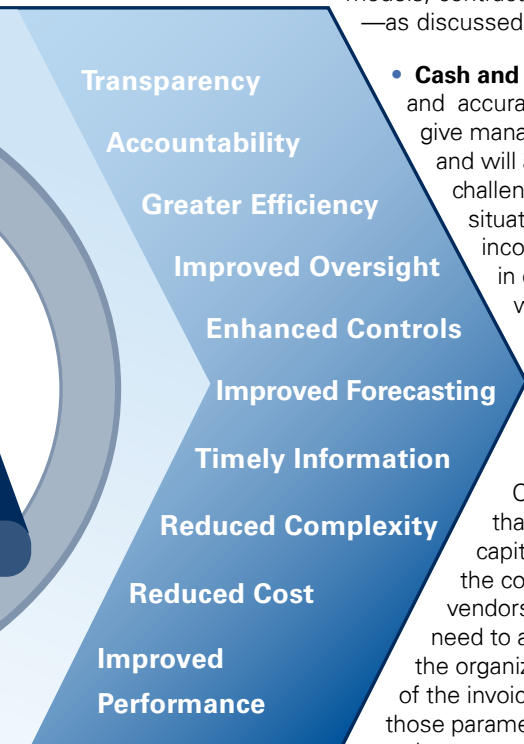 Transparency
Accountability
Greater Efficiency
Improved Oversight
Enhanced Controls
Improved Forecasting
Timely Information
Reduced Complexity
Reduced Cost
Improved
Performance
—as discussed
• Cash and
and accura
give mana
and will a
challen
situat
inco
in
v
C
tha
capit
the co
vendors
need to a
the organiz
of the invoic
those parame